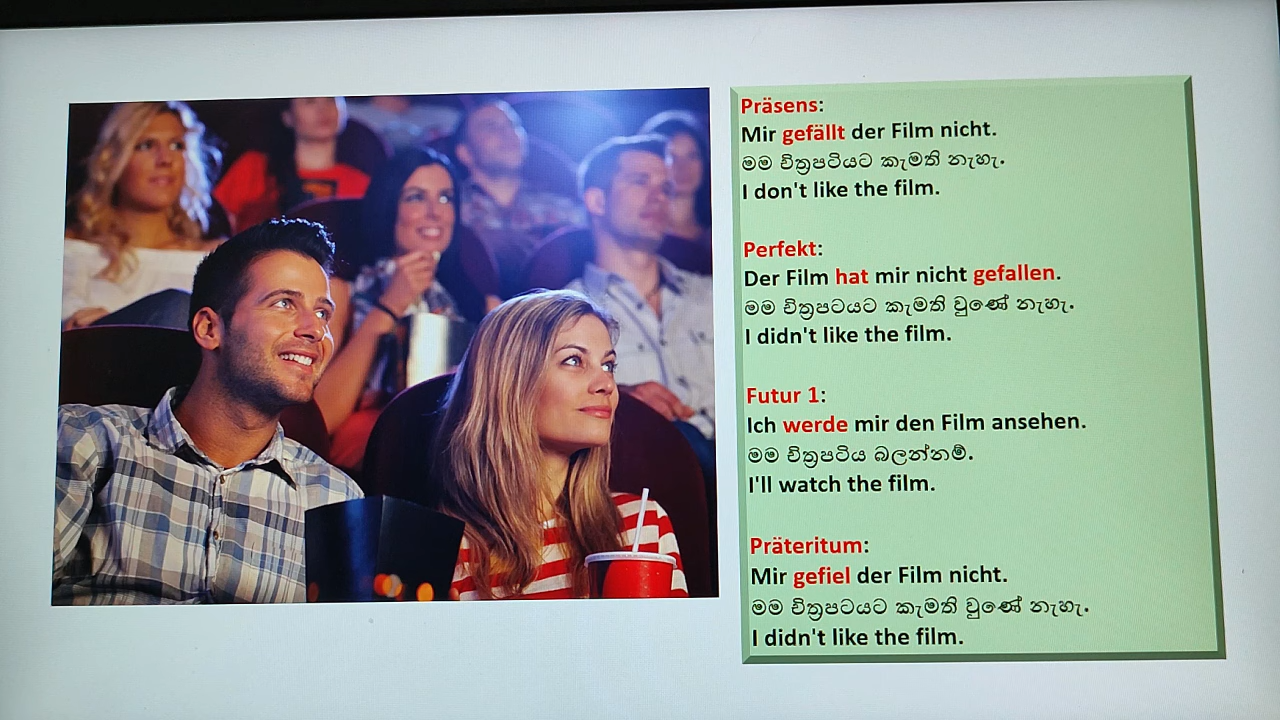 Präsens:
Mir gefällt der Film nicht.
මම චිත්‍රපටියට කැමති නැහැ.
I don't like the film.
Perfekt:
Der Film hat mir nicht gefallen.
මම චිත්‍රපටයට කැමති වුණේ නැහැ.
I didn't like the film.
Futur 1:
Ich werde mir den Film ansehen.
මම චිත්‍රපටිය බලන්නම්.
I'll watch the film.
Präteritum:
Mir gefiel der Film nicht.
මම චිත්‍රපටයට කැමති වුණේ නැහැ.
I didn't like the film.